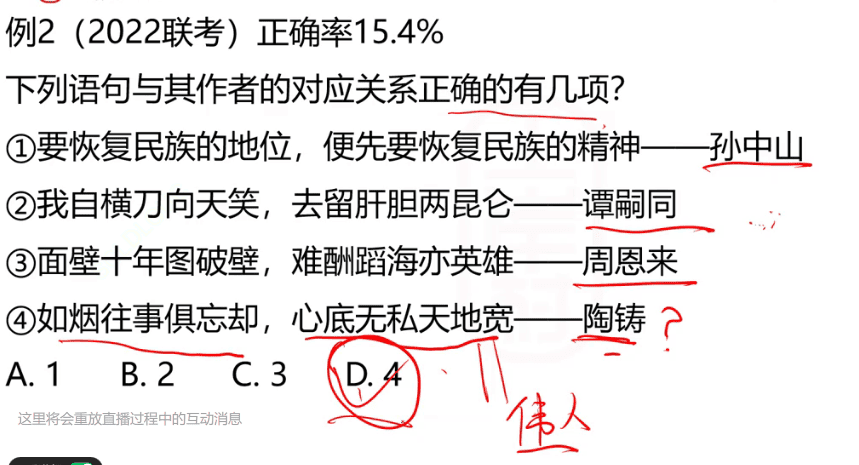 例2（2022联考）正确率15.4%
下列语句与其作者的对应关系正确的有几项？
①要恢复民族的地位，便先要恢复民族的精神——孙中山
②我自横刀向天笑，去留肝胆两昆仑——谭嗣同
③面壁十年图破壁，难酬蹈海亦英雄——周恩来
④如烟往事俱忘却，心底无私天地宽——陶铸？
A. 1 B. 2 C. 3 D. 4
这里将会重放直播过程中的互动消息
伟人